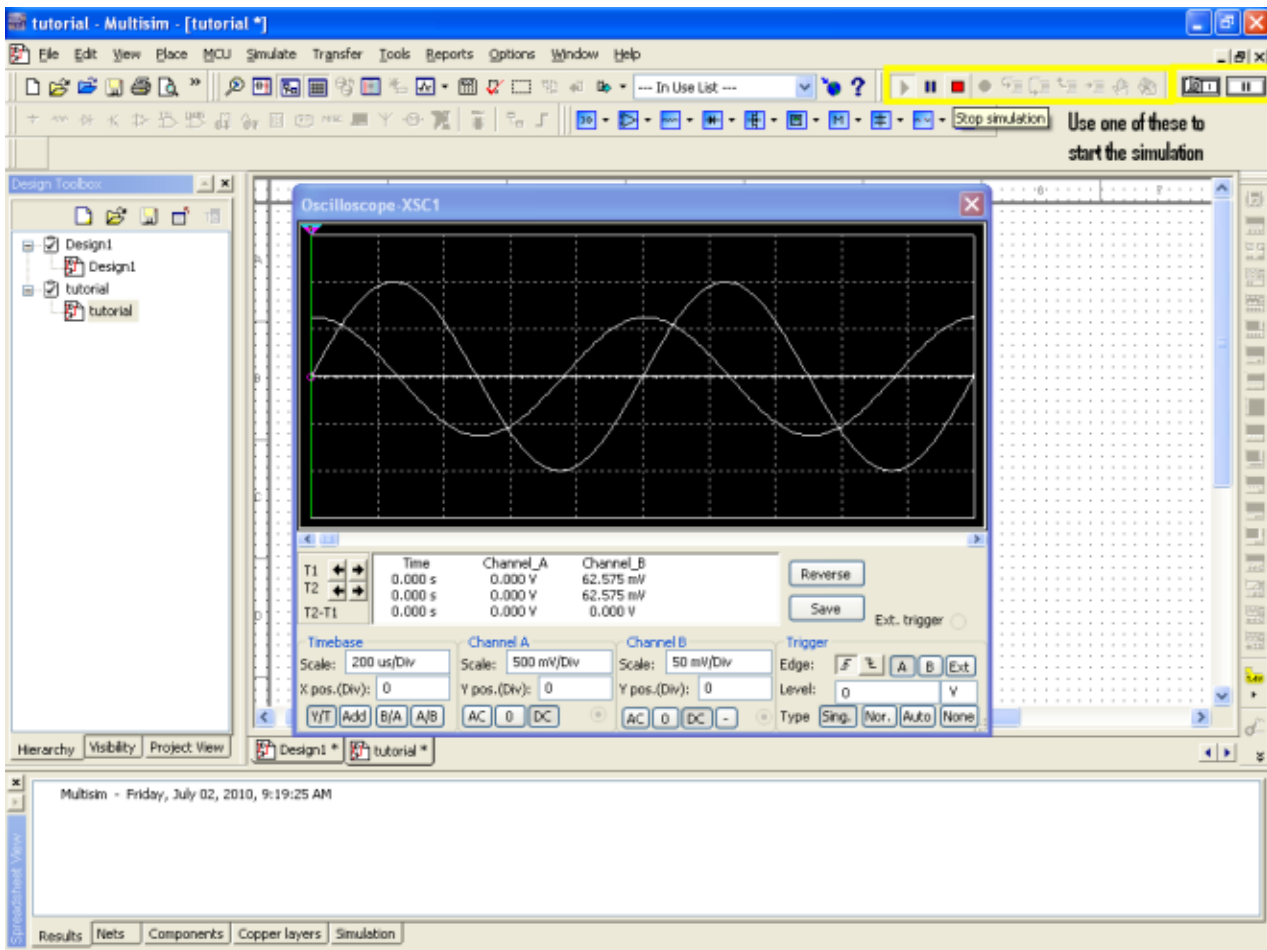 tutorial - Multisim - [tutorial *]
File Edit View Place MCU Simulate Transfer Tools Reports Options Window Help
--- In Use List ---
Stop simulation
Use one of these to
start the simulation
Design Toolbox
Design1
Design1
tutorial
tutorial
Hierarchy Visibility Project View
Oscilloscope-XSC1
Time Channel_A Channel_B
T1 0.000 s 0.000 V 62.575 mV
T2 0.000 s 0.000 V 62.575 mV
T2-T1 0.000 s 0.000 V 0.000 V
Reverse
Save
Ext. trigger
Timebase Channel A Channel B Trigger
Scale: 200 us/Div Scale: 500 mV/Div Scale: 50 mV/Div Edge: A B Ext
X pos.(Div): 0 Y pos.(Div): 0 Y pos.(Div): 0 Level: 0 V
Y/T Add B/A A/B AC 0 DC AC 0 DC - Type Sing. Nor. Auto None
Design1 * tutorial *
Multisim - Friday, July 02, 2010, 9:19:25 AM
Spreadsheet View
Results Nets Components Copper layers Simulation